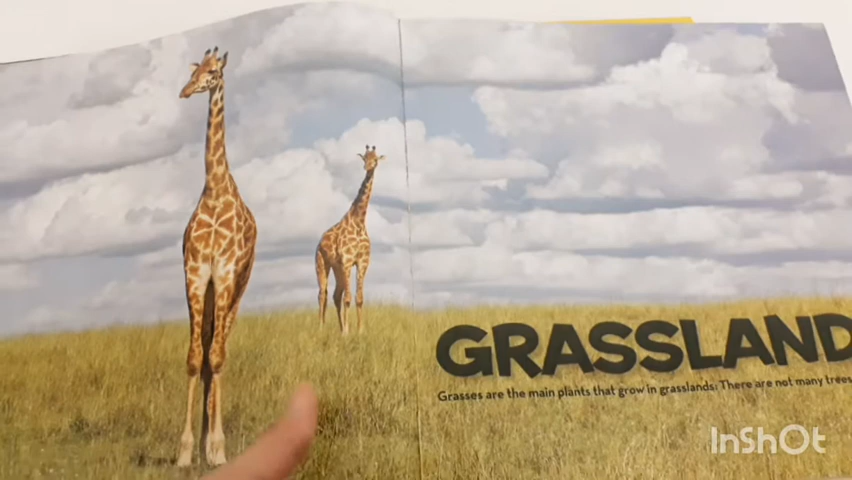 GRASSLAND
Grasses are the main plants that grow in grasslands. There are not many trees
InShOt